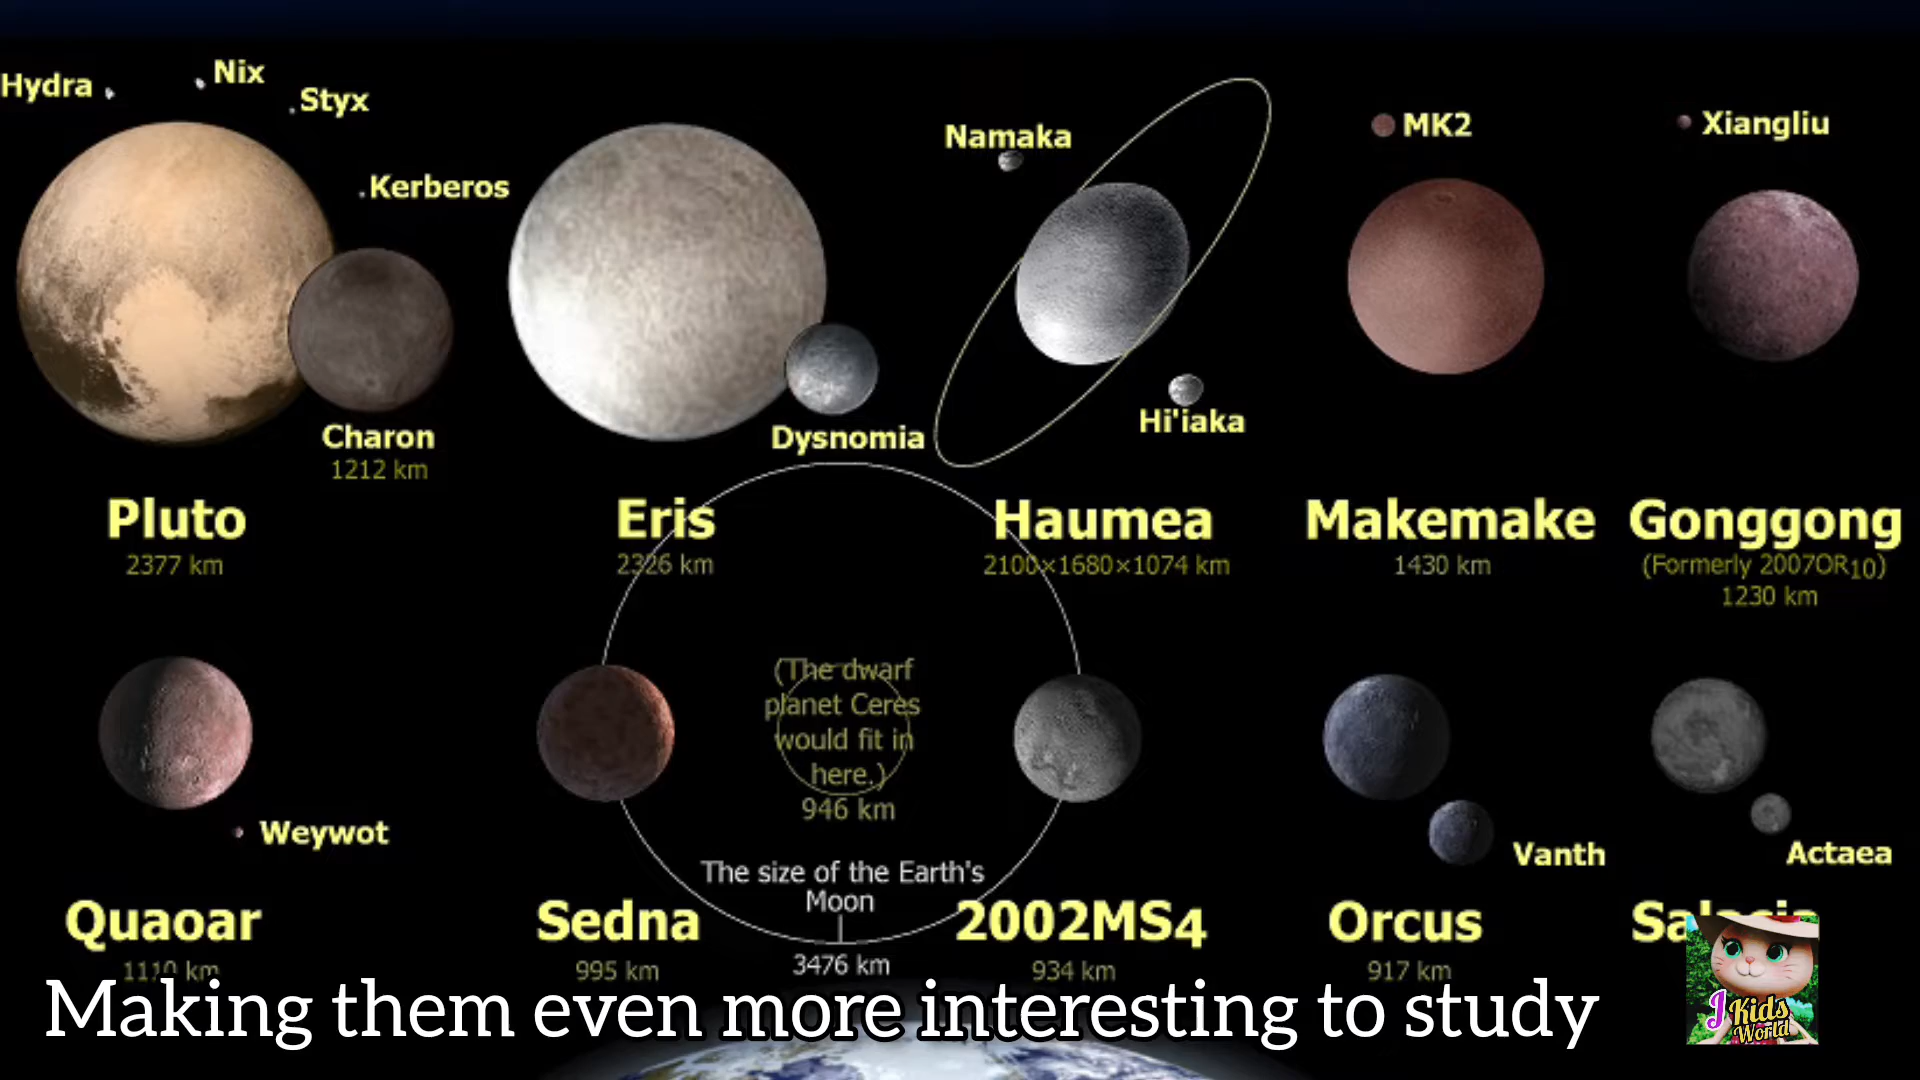 Hydra
Nix
Styx
Kerberos
Namaka
MK2
Xiangliu
Charon
1212 km
Dysnomia
Hi'iaka
Pluto
2377 km
Eris
2326 km
Haumea
2100×1680×1074 km
Makemake
1430 km
Gonggong
(Formerly 2007OR10)
1230 km
(The dwarf
planet Ceres
would fit in
here.)
946 km
Weywot
Vanth
Actaea
The size of the Earth's
Moon
3476 km
Quaoar
1110 km
Sedna
995 km
2002MS4
934 km
Orcus
917 km
Making them even more interesting to study
J Kids
World